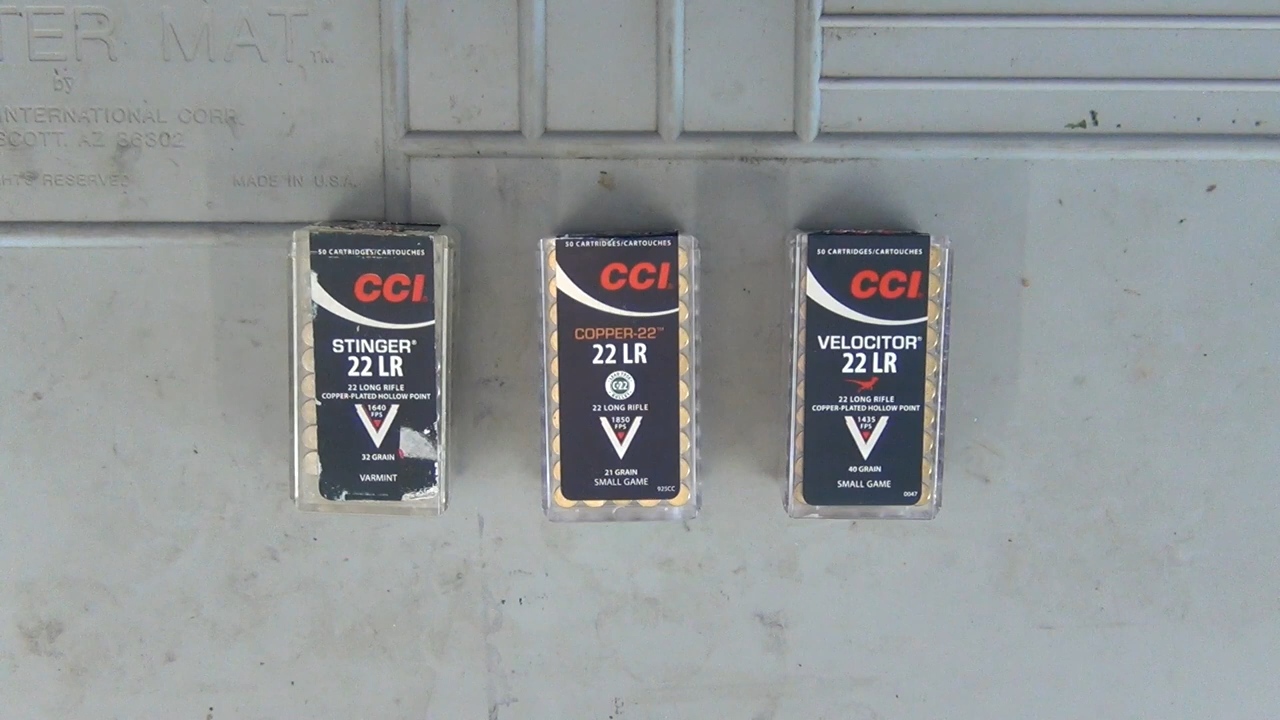 TER MAT™
by
INTERNATIONAL CORP.
SCOTT. AZ 86302
RESERVED
MADE IN U.S.A.
50 CARTRIDGES/CARTOUCHES
CCI
STINGER®
22 LR
22 LONG RIFLE
COPPER-PLATED HOLLOW POINT
1640
FPS
32 GRAIN
VARMINT
50 CARTRIDGES/CARTOUCHES
CCI
COPPER-22™
22 LR
C-22
22 LONG RIFLE
1850
FPS
21 GRAIN
SMALL GAME
925CC
50 CARTRIDGES/CARTOUCHES
CCI
VELOCITOR®
22 LR
22 LONG RIFLE
COPPER-PLATED HOLLOW POINT
1435
FPS
40 GRAIN
SMALL GAME
0047